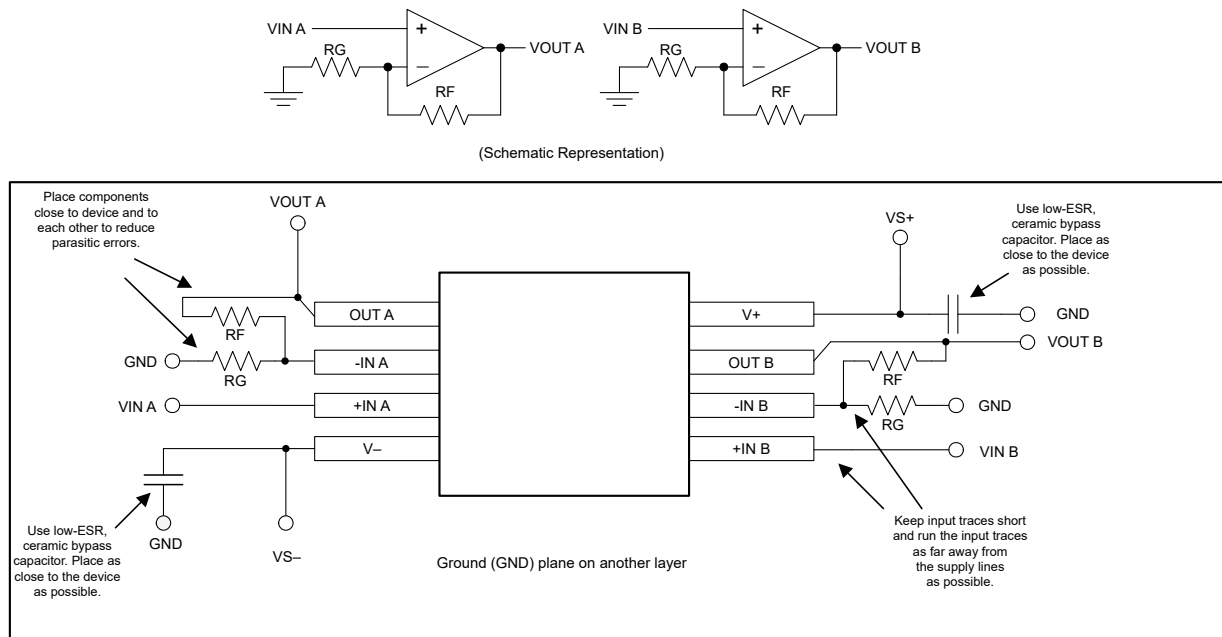 VIN A
+
VOUT A
RG
–
RF
VIN B
+
VOUT B
RG
–
RF
(Schematic Representation)
Place components
close to device and to
each other to reduce
parasitic errors.
VOUT A
VS+
Use low-ESR,
ceramic bypass
capacitor. Place as
close to the device
as possible.
OUT A
V+
GND
RF
VOUT B
GND
-IN A
OUT B
RG
RF
VIN A
+IN A
-IN B
GND
RG
V–
+IN B
VIN B
Use low-ESR,
ceramic bypass
capacitor. Place as
close to the device
as possible.
GND
VS–
Ground (GND) plane on another layer
Keep input traces short
and run the input traces
as far away from
the supply lines
as possible.